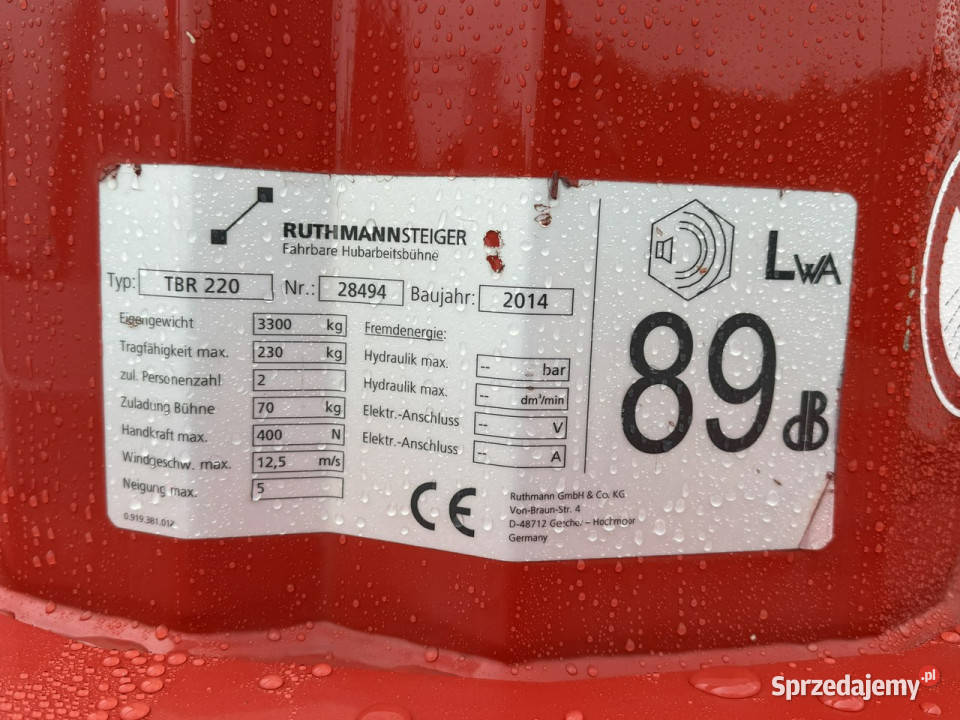 RUTHMANNSTEIGER
Fahrbare Hubarbeitsbühne
Typ: TBR 220 Nr.: 28494 Baujahr: 2014
Eigengewicht 3300 kg
Tragfähigkeit max. 230 kg
zul. Personenzahl 2
Zuladung Bühne 70 kg
Handkraft max. 400 N
Windgeschw. max. 12,5 m/s
Neigung max. 5
0.919.381.017
Fremdenergie:
Hydraulik max. -- bar
Hydraulik max. -- dm³/min
Elektr.-Anschluss -- V
Elektr.-Anschluss -- A
CE
Ruthmann GmbH & Co. KG
Von-Braun-Str. 4
D-48712 Gescher – Hochmoor
Germany
LWA
89 dB
Sprzedajemy.pl